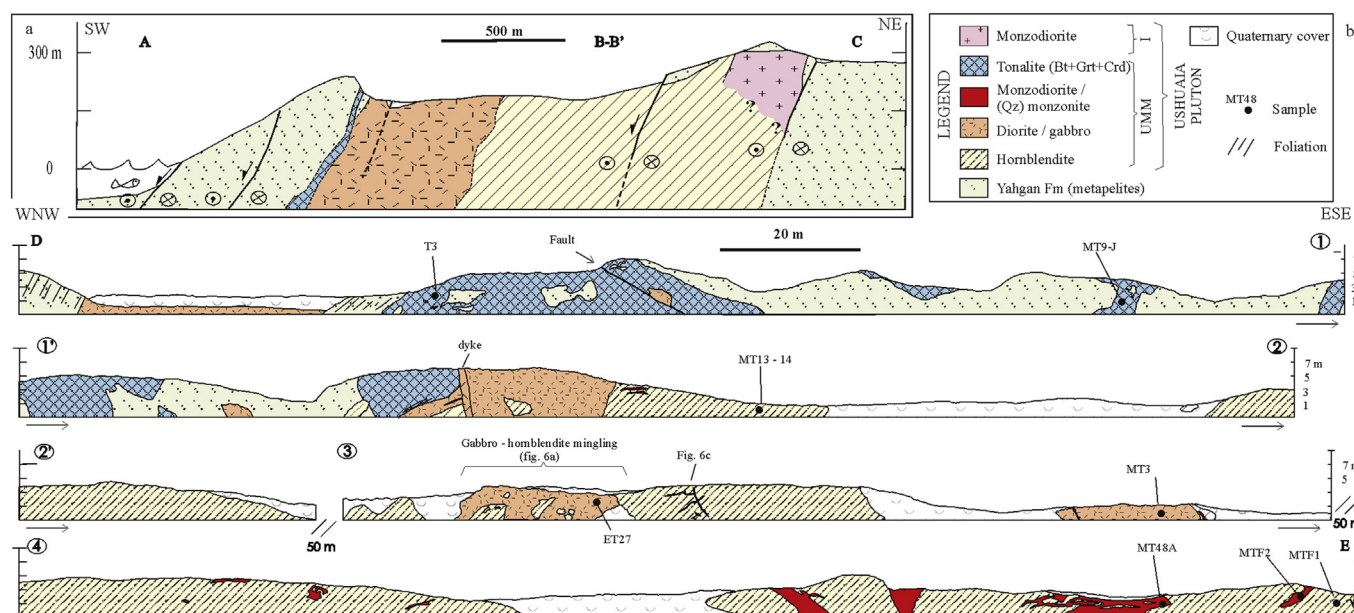 a
SW
A
500 m
B-B'
NE
C
300 m
0
? ? ?
LEGEND
Monzodiorite
I
Tonalite (Bt+Grt+Crd)
Monzodiorite /
(Qz) monzonite
Diorite / gabbro
Hornblendite
UMM
USHUAIA
PLUTON
Yahgan Fm (metapelites)
Quaternary cover
MT48
Sample
Foliation
b
WNW
ESE
D
T3
Fault
20 m
MT9-J
1
1'
dyke
MT13 - 14
2
7 m
5
3
1
2'
3
Gabbro - hornblendite mingling
(fig. 6a)
Fig. 6c
MT3
7 m
5
50 m
ET27
50 m
4
MT48A
MTF2
MTF1
E